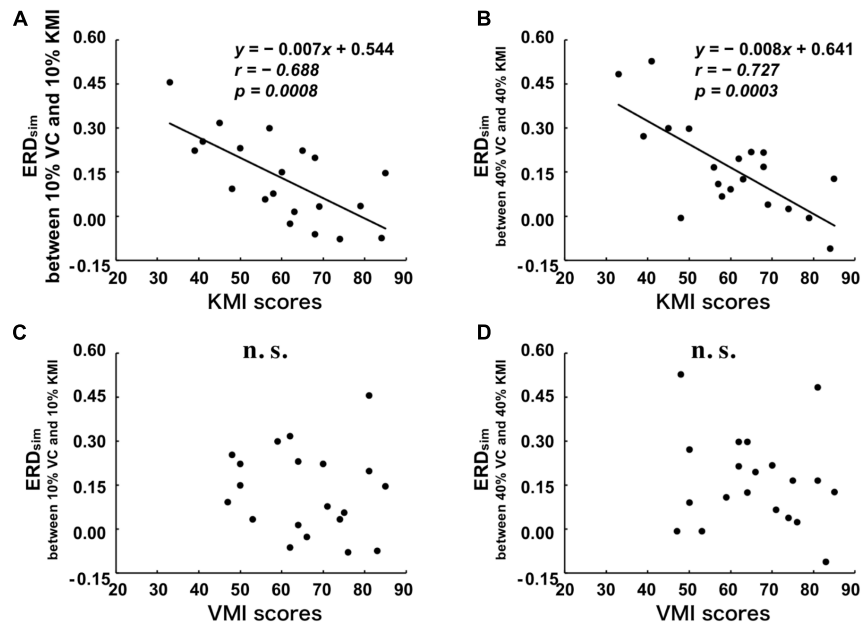 A
ERDsim
between 10% VC and 10% KMI
0.60
0.45
0.30
0.15
0.00
-0.15
y = − 0.007x + 0.544
r = − 0.688
p = 0.0008
20 30 40 50 60 70 80 90
KMI scores
B
ERDsim
between 40% VC and 40% KMI
0.60
0.45
0.30
0.15
0.00
-0.15
y = − 0.008x + 0.641
r = − 0.727
p = 0.0003
20 30 40 50 60 70 80 90
KMI scores
C
ERDsim
between 10% VC and 10% KMI
0.60
0.45
0.30
0.15
0.00
-0.15
n. s.
20 30 40 50 60 70 80 90
VMI scores
D
ERDsim
between 40% VC and 40% KMI
0.60
0.45
0.30
0.15
0.00
-0.15
n. s.
20 30 40 50 60 70 80 90
VMI scores